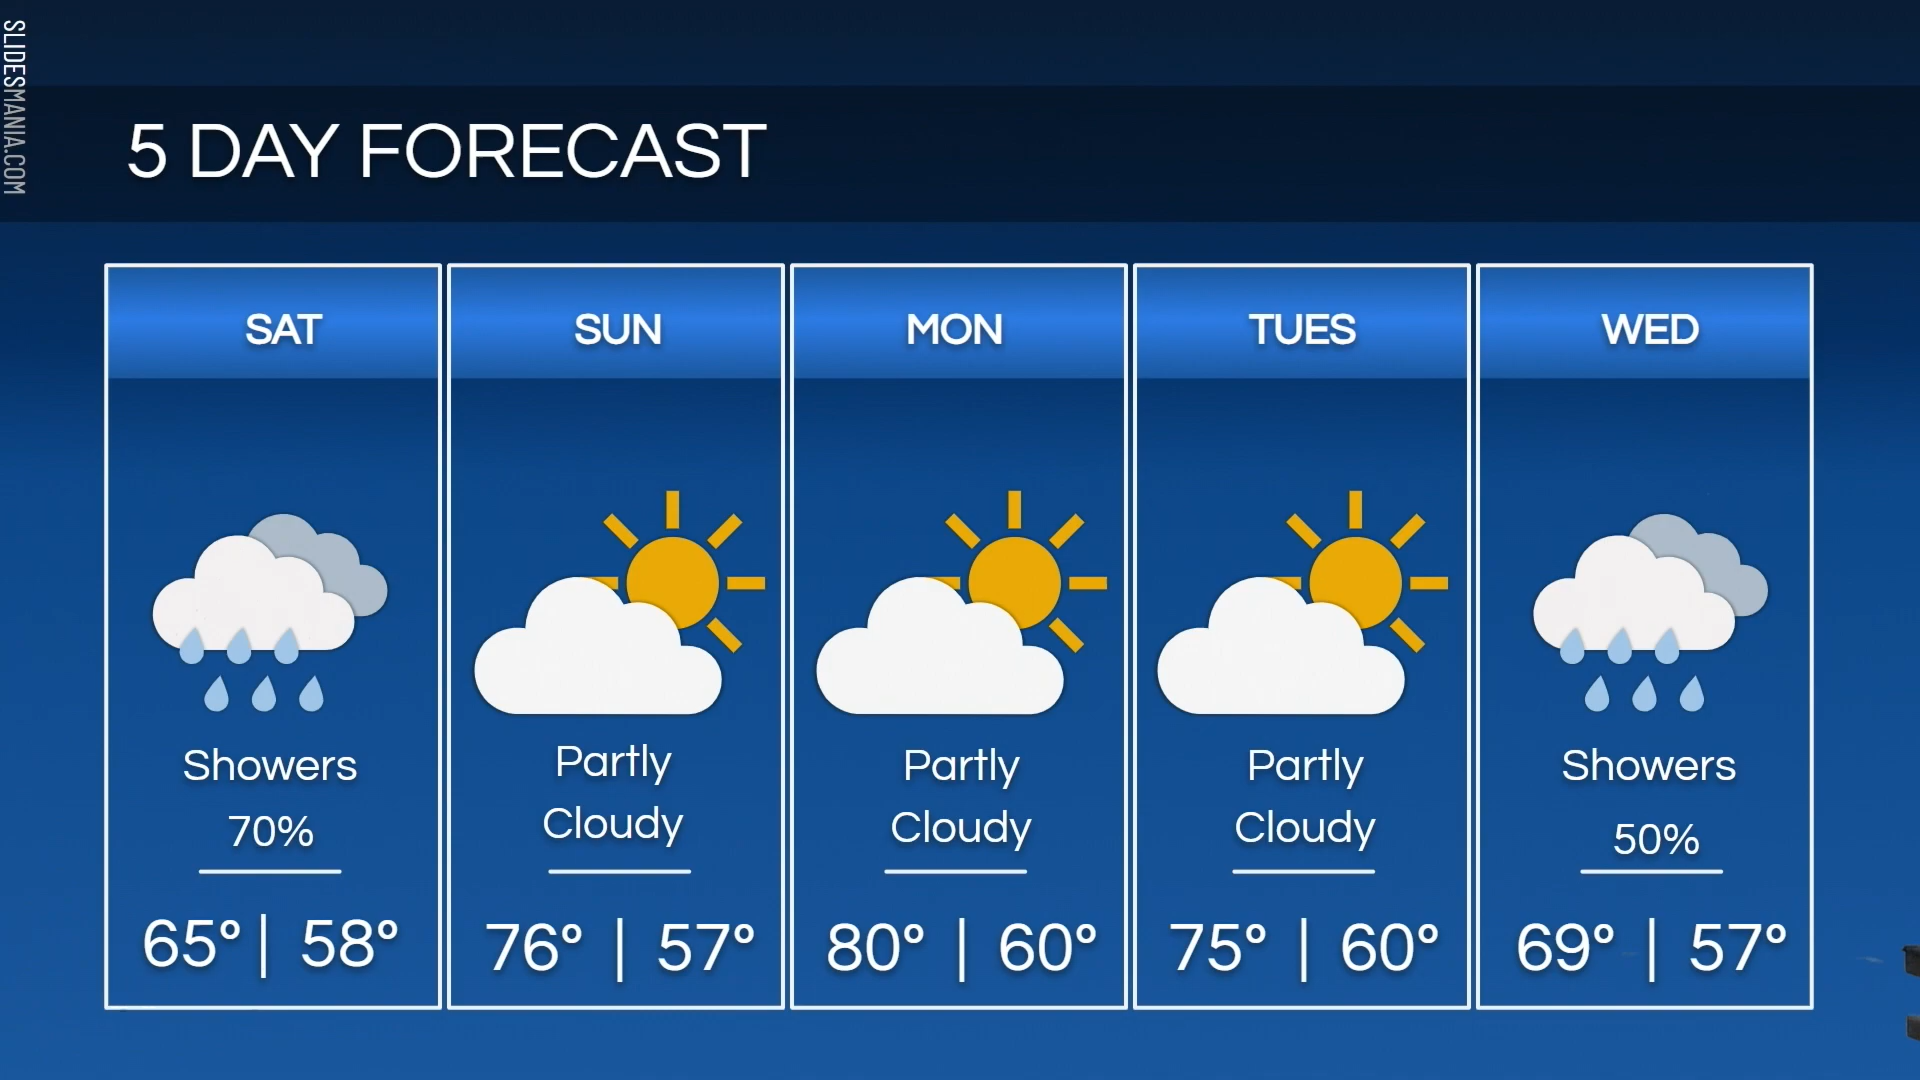 SLIDESMANIA.COM
5 DAY FORECAST
SAT
Showers
70%
65° | 58°
SUN
Partly
Cloudy
76° | 57°
MON
Partly
Cloudy
80° | 60°
TUES
Partly
Cloudy
75° | 60°
WED
Showers
50%
69° | 57°